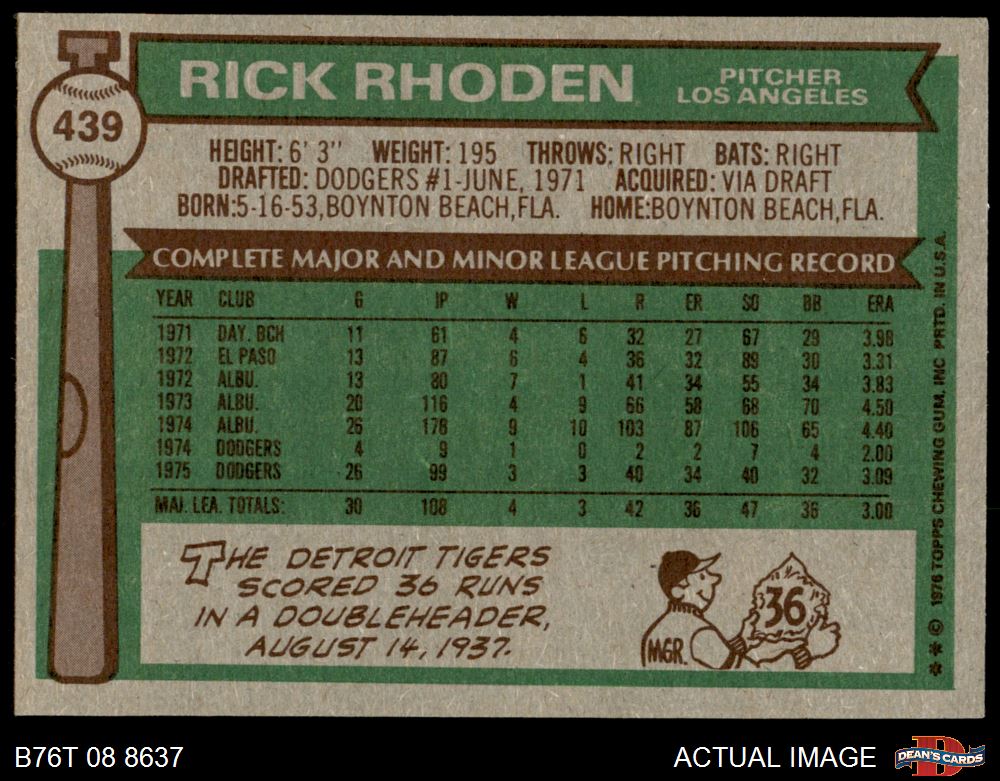 RICK RHODEN
PITCHER
LOS ANGELES
439
HEIGHT: 6' 3" WEIGHT: 195 THROWS: RIGHT BATS: RIGHT
DRAFTED: DODGERS #1-JUNE, 1971 ACQUIRED: VIA DRAFT
BORN:5-16-53,BOYNTON BEACH,FLA. HOME:BOYNTON BEACH,FLA.
COMPLETE MAJOR AND MINOR LEAGUE PITCHING RECORD
YEAR CLUB G IP W L R ER SO BB ERA
1971 DAY. BCH 11 61 4 6 32 27 67 29 3.98
1972 EL PASO 13 87 6 4 36 32 89 30 3.31
1972 ALBU. 13 80 7 1 41 34 55 34 3.83
1973 ALBU. 20 116 4 9 66 58 68 70 4.50
1974 ALBU. 26 178 9 10 103 87 106 65 4.40
1974 DODGERS 4 9 1 0 2 2 7 4 2.00
1975 DODGERS 26 99 3 3 40 34 40 32 3.09
MAJ. LEA. TOTALS: 30 108 4 3 42 36 47 36 3.00
THE DETROIT TIGERS
SCORED 36 RUNS
IN A DOUBLEHEADER,
AUGUST 14, 1937.
36
MGR.
* * © 1976 TOPPS CHEWING GUM, INC PRTD. IN U.S.A.
B76T 08 8637
ACTUAL IMAGE
D
DEAN'S CARDS